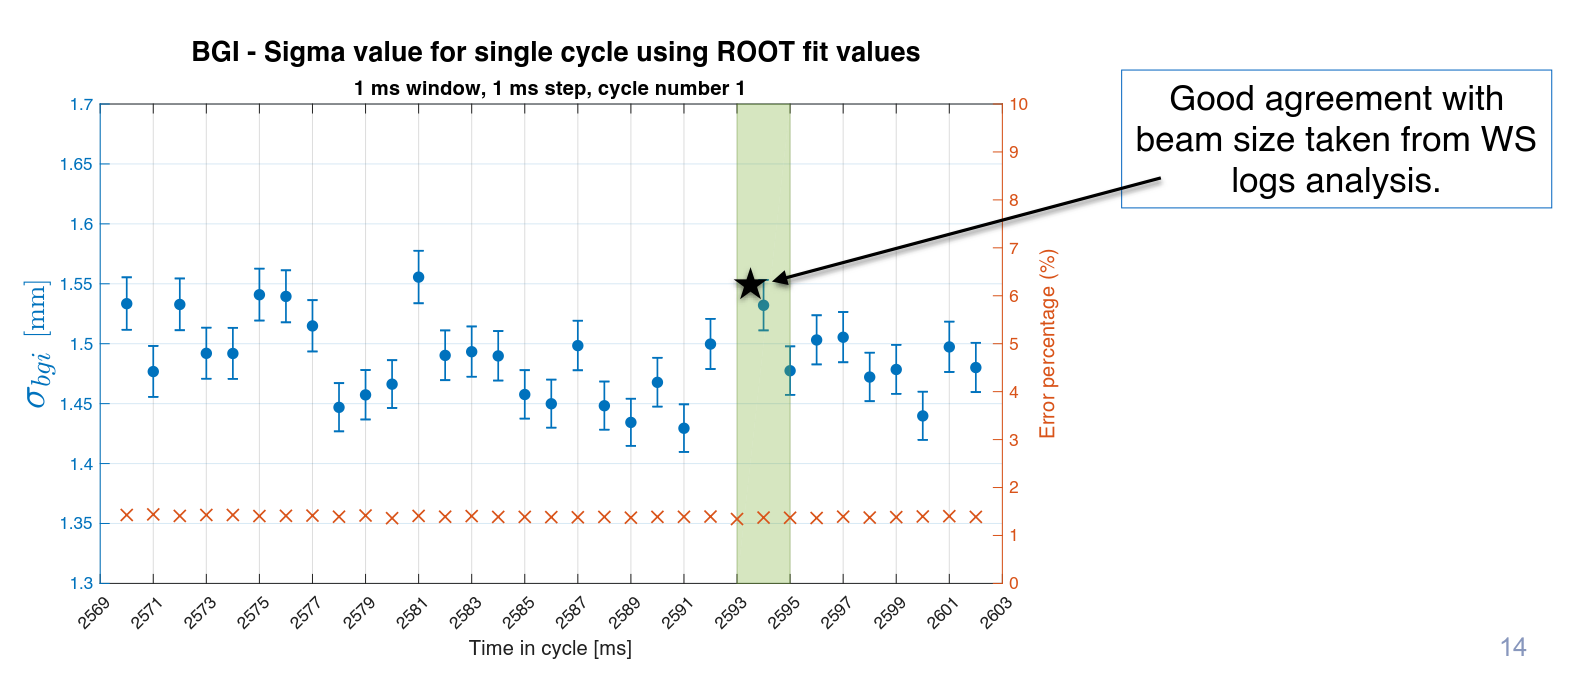 BGI - Sigma value for single cycle using ROOT fit values
1 ms window, 1 ms step, cycle number 1
Good agreement with
beam size taken from WS
logs analysis.
1.7
1.65
1.6
1.55
1.5
1.45
1.4
1.35
1.3
σbgi [mm]
10
9
8
7
6
5
4
3
2
1
0
Error percentage (%)
2569 2571 2573 2575 2577 2579 2581 2583 2585 2587 2589 2591 2593 2595 2597 2599 2601 2603
Time in cycle [ms]
14